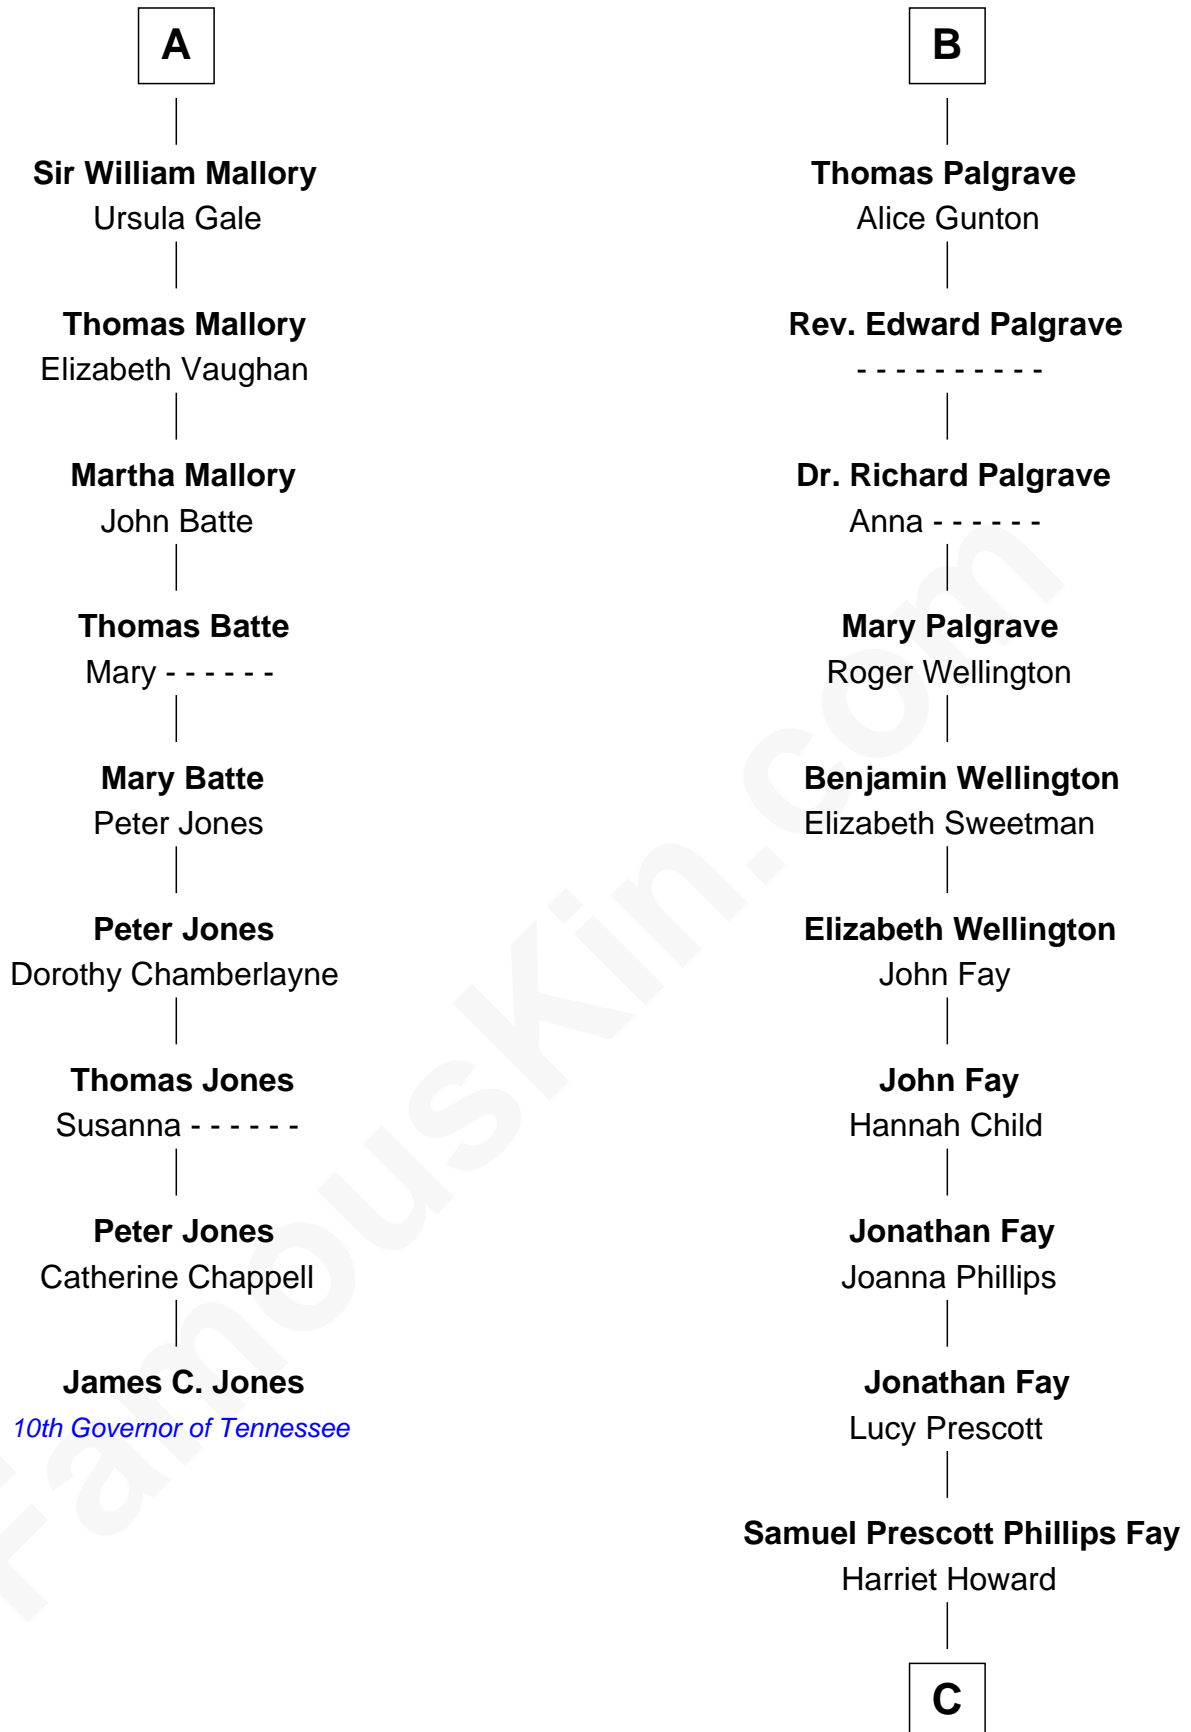 A
Sir William Mallory
Ursula Gale
Thomas Mallory
Elizabeth Vaughan
Martha Mallory
John Batte
Thomas Batte
Mary - - - - - -
Mary Batte
Peter Jones
Peter Jones
Dorothy Chamberlayne
Thomas Jones
Susanna - - - - - -
Peter Jones
Catherine Chappell
James C. Jones
10th Governor of Tennessee
B
Thomas Palgrave
Alice Gunton
Rev. Edward Palgrave
- - - - - - - - - -
Dr. Richard Palgrave
Anna - - - - - -
Mary Palgrave
Roger Wellington
Benjamin Wellington
Elizabeth Sweetman
Elizabeth Wellington
John Fay
John Fay
Hannah Child
Jonathan Fay
Joanna Phillips
Jonathan Fay
Lucy Prescott
Samuel Prescott Phillips Fay
Harriet Howard
C
FamousKin.com